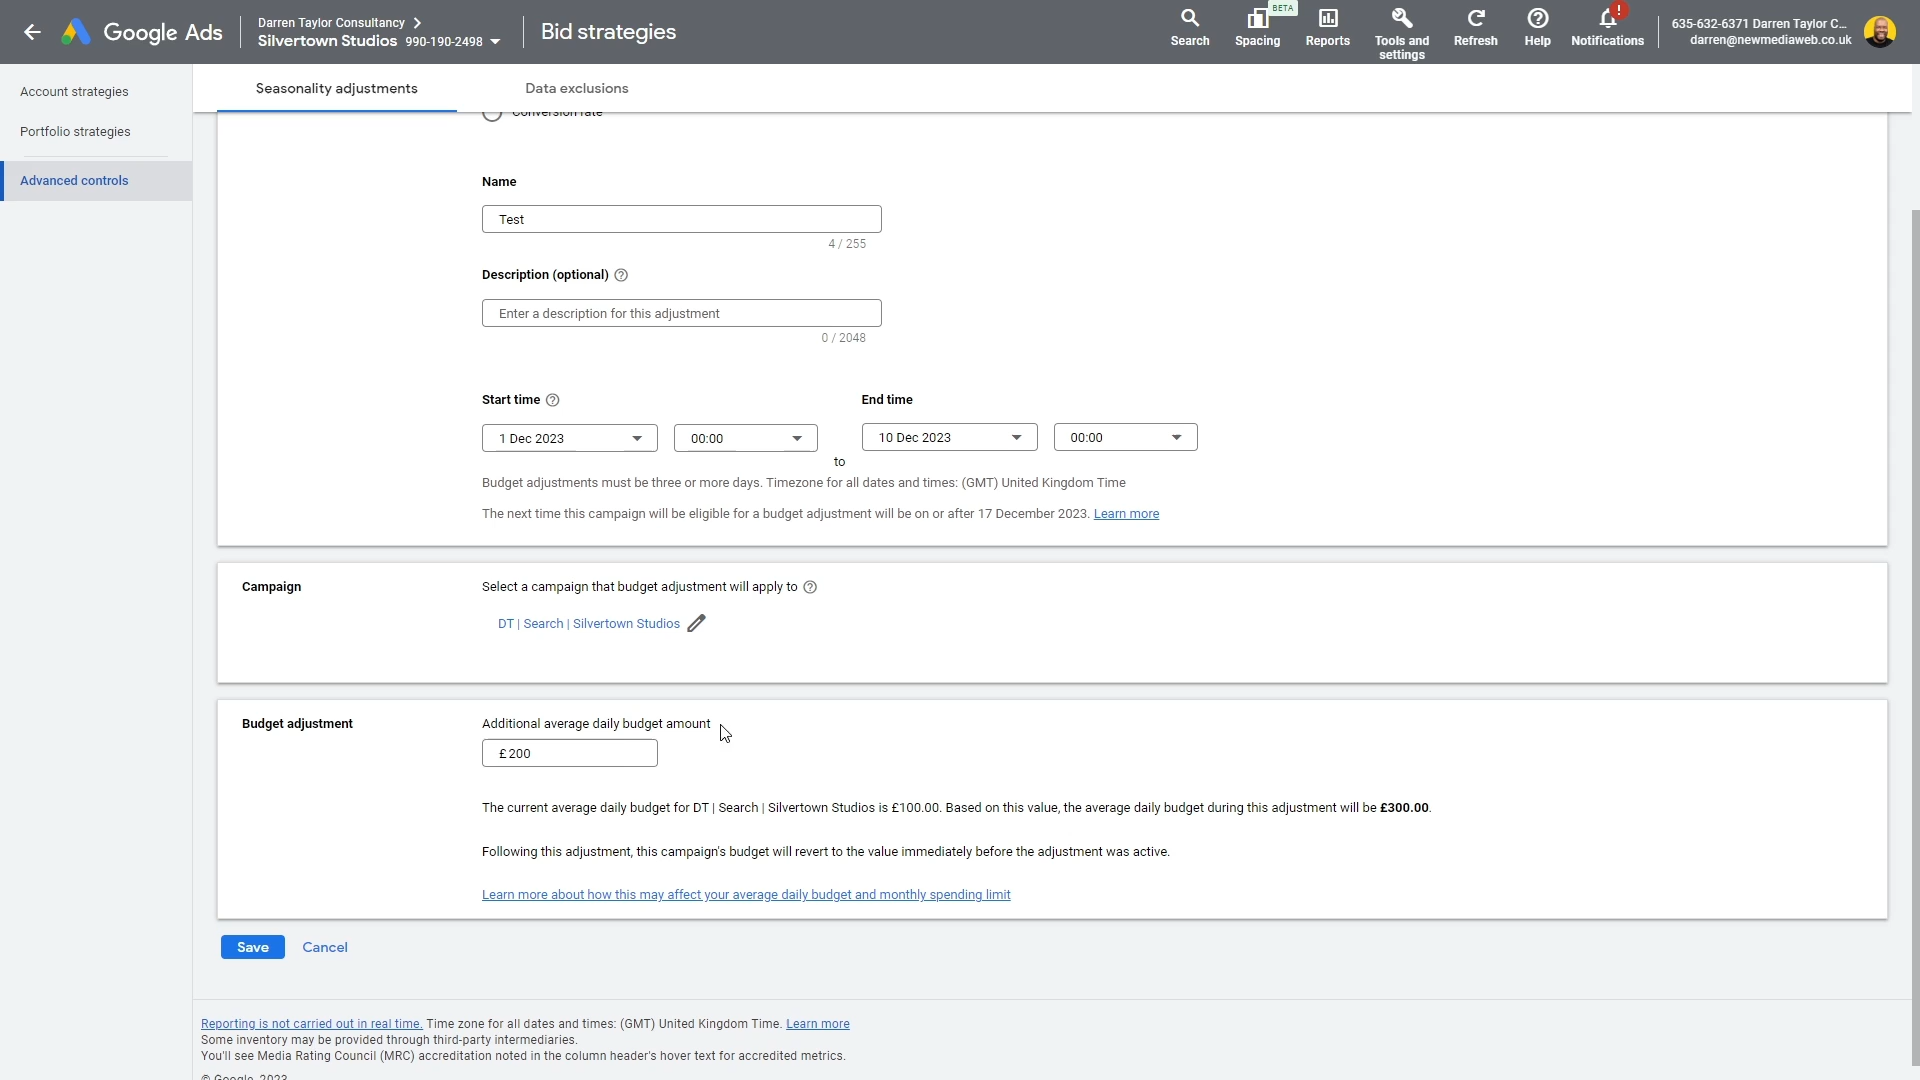 Google Ads
Darren Taylor Consultancy
Silvertown Studios 990-190-2498
Bid strategies
Search
BETA
Spacing
Reports
Tools and
settings
Refresh
Help
!
Notifications
635-632-6371 Darren Taylor C...
darren@newmediaweb.co.uk
Account strategies
Portfolio strategies
Advanced controls
Seasonality adjustments
Data exclusions
Conversion rate
Name
Test
4 / 255
Description (optional)
Enter a description for this adjustment
0 / 2048
Start time
End time
1 Dec 2023
00:00
to
10 Dec 2023
00:00
Budget adjustments must be three or more days. Timezone for all dates and times: (GMT) United Kingdom Time
The next time this campaign will be eligible for a budget adjustment will be on or after 17 December 2023. Learn more
Campaign
Select a campaign that budget adjustment will apply to
DT | Search | Silvertown Studios
Budget adjustment
Additional average daily budget amount
£ 200
The current average daily budget for DT | Search | Silvertown Studios is £100.00. Based on this value, the average daily budget during this adjustment will be £300.00.
Following this adjustment, this campaign's budget will revert to the value immediately before the adjustment was active.
Learn more about how this may affect your average daily budget and monthly spending limit
Save
Cancel
Reporting is not carried out in real time. Time zone for all dates and times: (GMT) United Kingdom Time. Learn more
Some inventory may be provided through third-party intermediaries.
You'll see Media Rating Council (MRC) accreditation noted in the column header's hover text for accredited metrics.
© Google, 2023